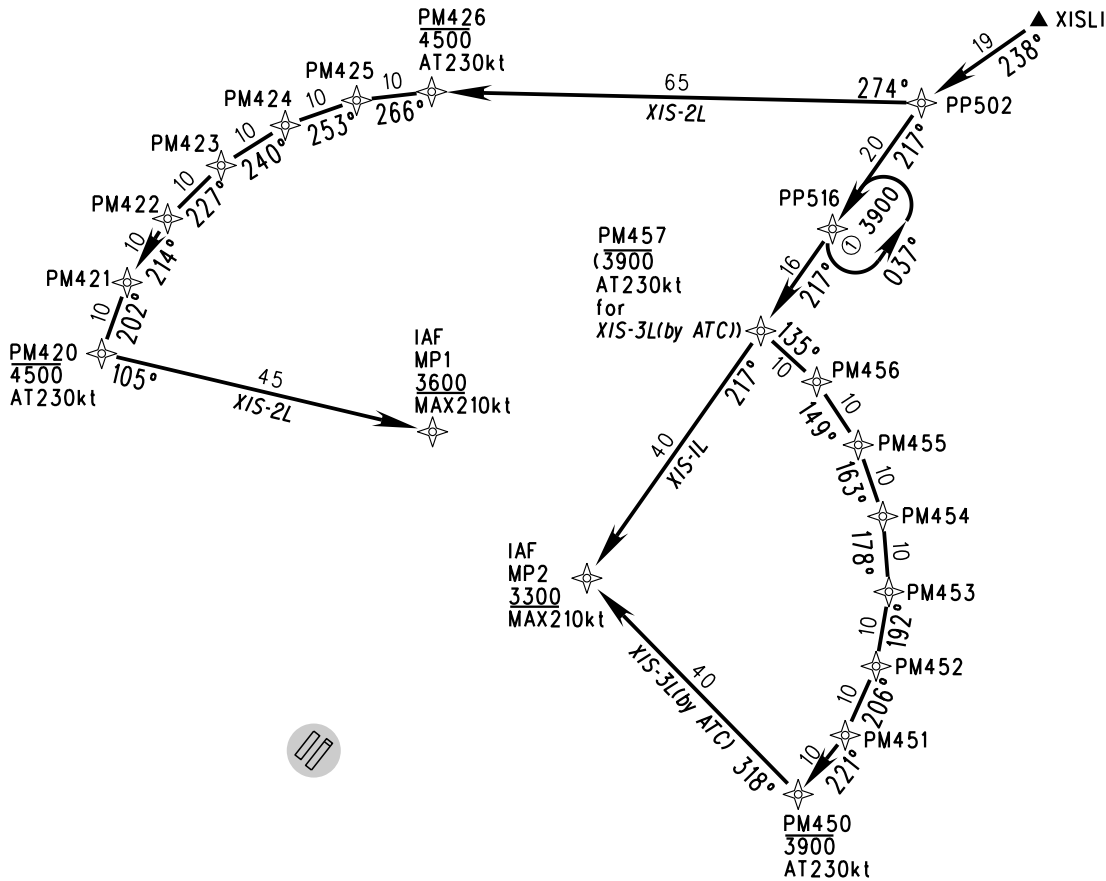 PM426
4500
AT230kt
XISLI
19
238°
PM425
10
266°
65
XIS-2L
274°
PP502
PM424
10
253°
PM423
10
240°
20
217°
PM422
10
227°
PP516
① 3900
037°
PM421
10
214°
PM457
(3900
AT230kt
for
XIS-3L(by ATC))
16
217°
10
202°
PM420
4500
AT230kt
105°
45
XIS-2L
IAF
MP1
3600
MAX210kt
135°
10
PM456
217°
40
XIS-1L
149°
10
PM455
163°
10
PM454
178°
10
PM453
IAF
MP2
3300
MAX210kt
10
192°
PM452
40
XIS-3L(by ATC) 318°
10
206°
PM451
10
221°
PM450
3900
AT230kt